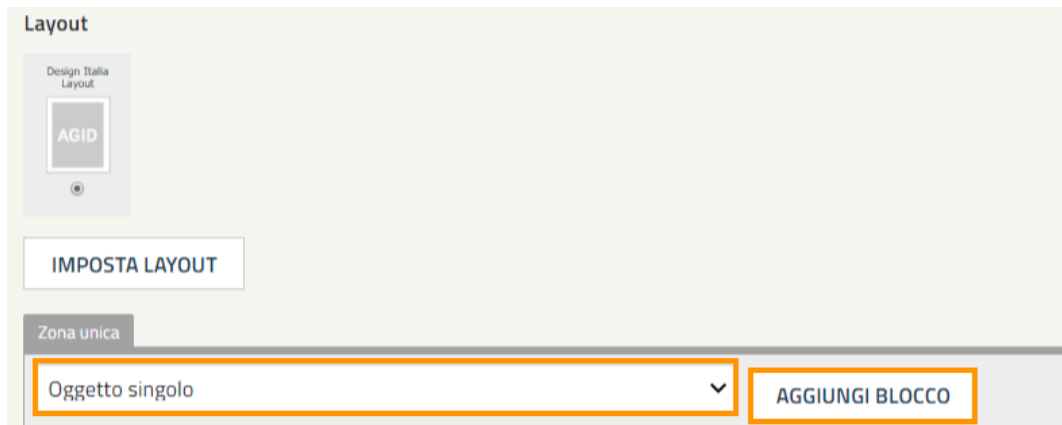 Layout
Design Italia
Layout
AGID
IMPOSTA LAYOUT
Zona unica
Oggetto singolo
AGGIUNGI BLOCCO